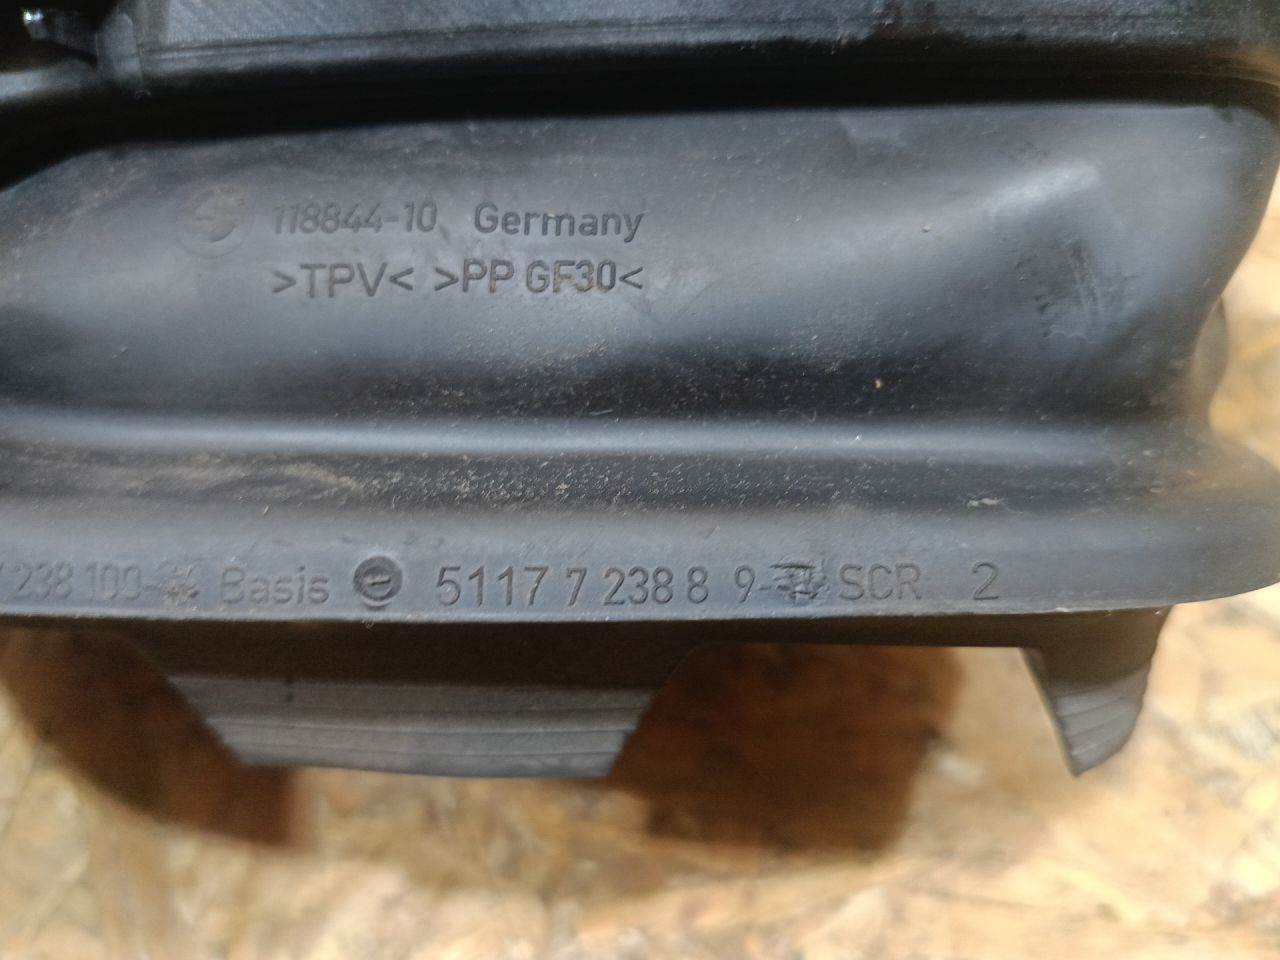 118844-10 Germany
>TPV< >PP GF30<
238 100- Basis 5117 7 238 8 9- SCR 2